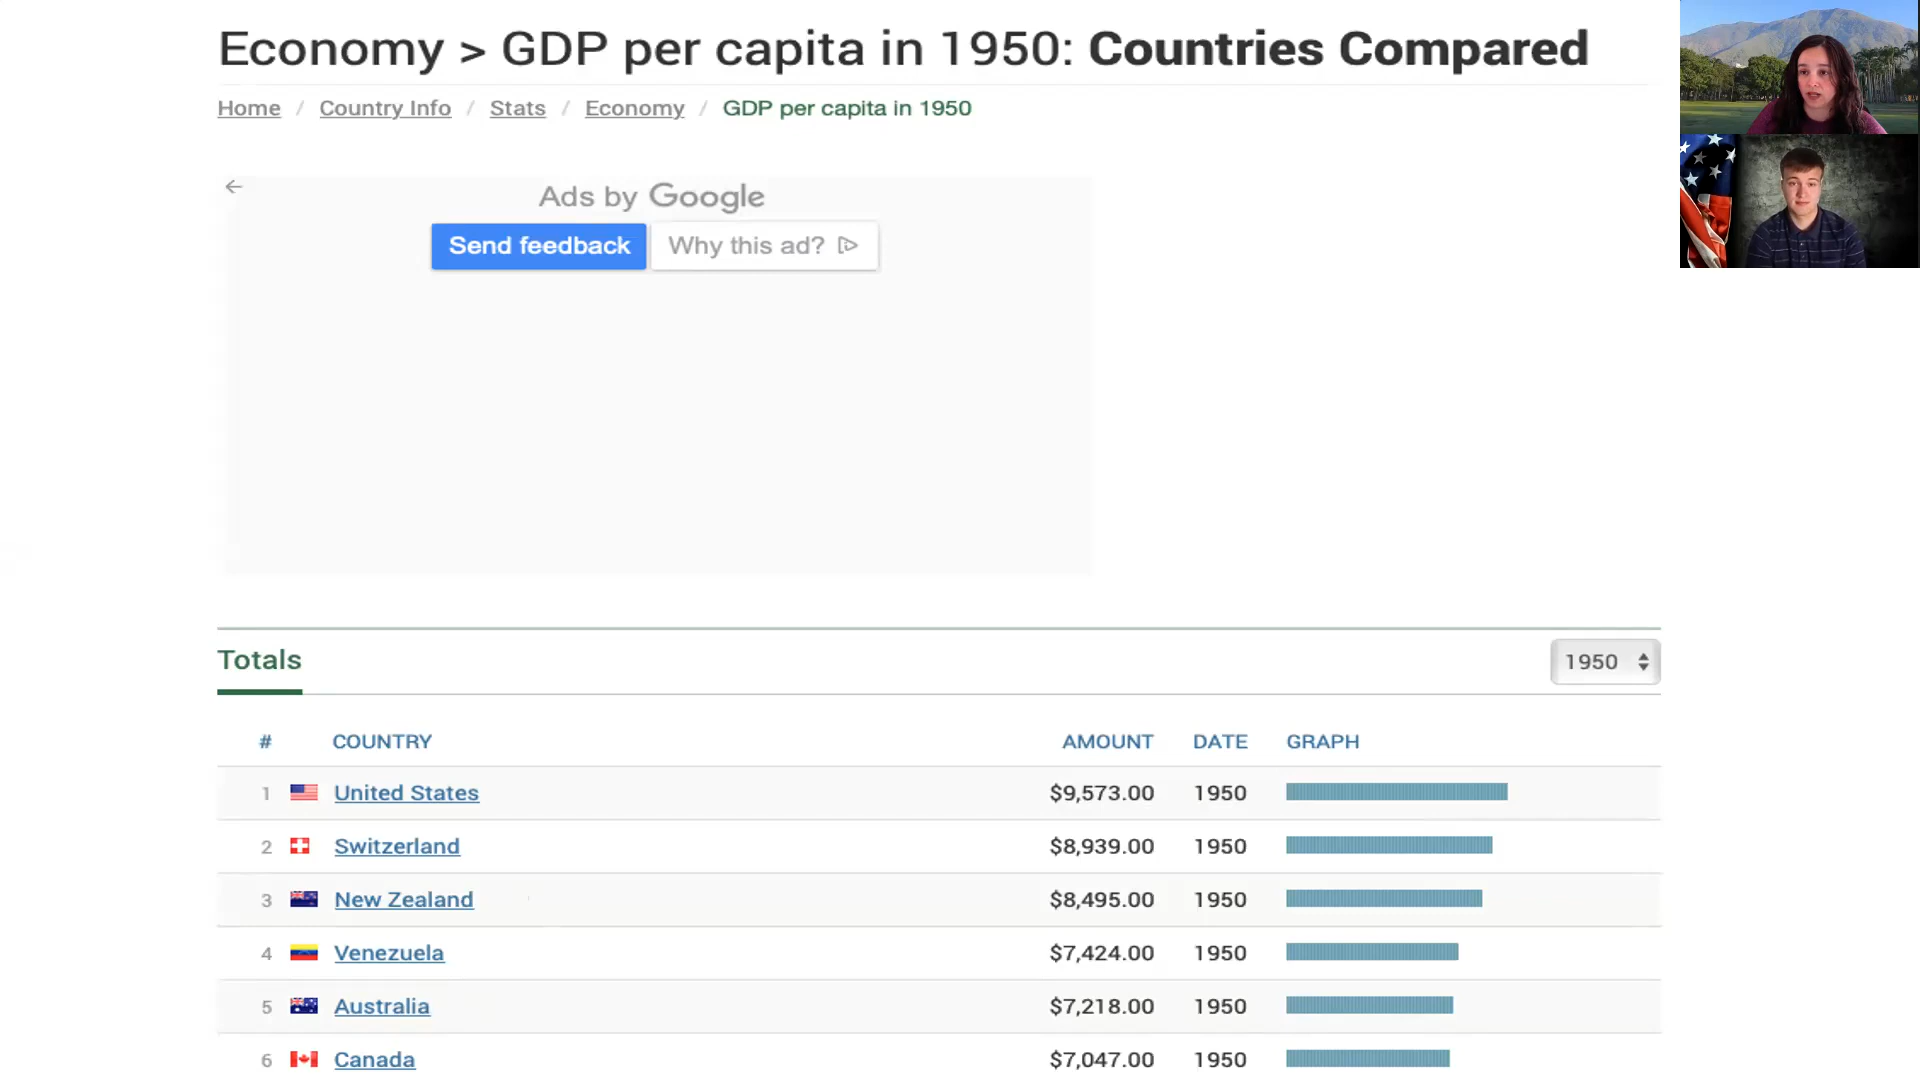 Economy > GDP per capita in 1950: Countries Compared
Home / Country Info / Stats / Economy / GDP per capita in 1950
Ads by Google
Send feedback Why this ad?
Totals 1950
# COUNTRY AMOUNT DATE GRAPH
1 United States $9,573.00 1950
2 Switzerland $8,939.00 1950
3 New Zealand $8,495.00 1950
4 Venezuela $7,424.00 1950
5 Australia $7,218.00 1950
6 Canada $7,047.00 1950